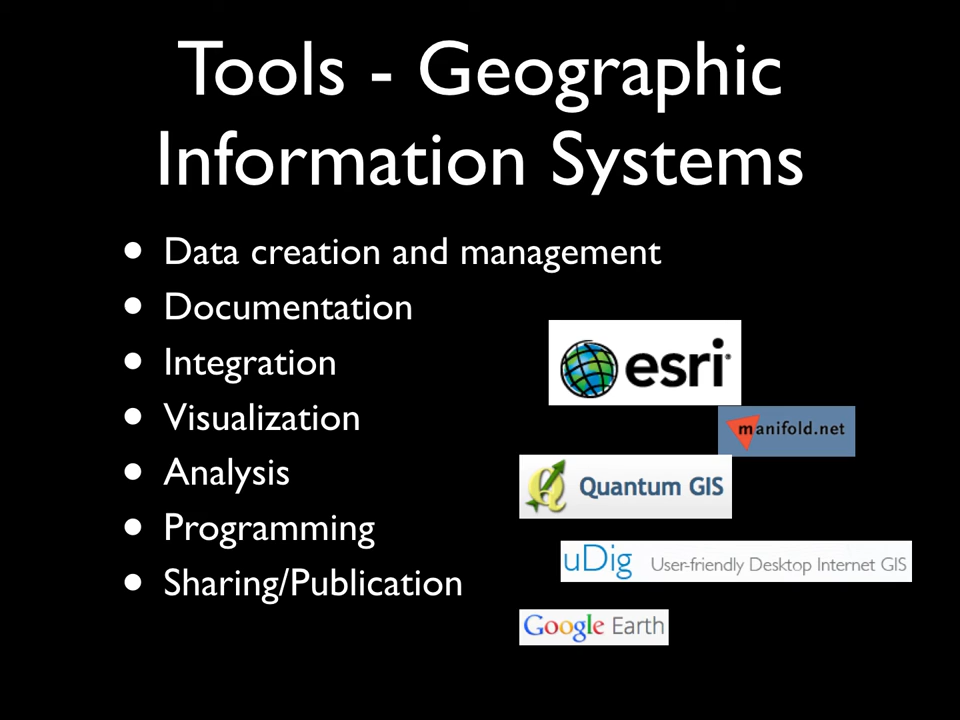 Tools - Geographic
Information Systems
• Data creation and management
• Documentation
• Integration
• Visualization
• Analysis
• Programming
• Sharing/Publication
esri®
manifold.net
Quantum GIS
uDig User-friendly Desktop Internet GIS
Google Earth